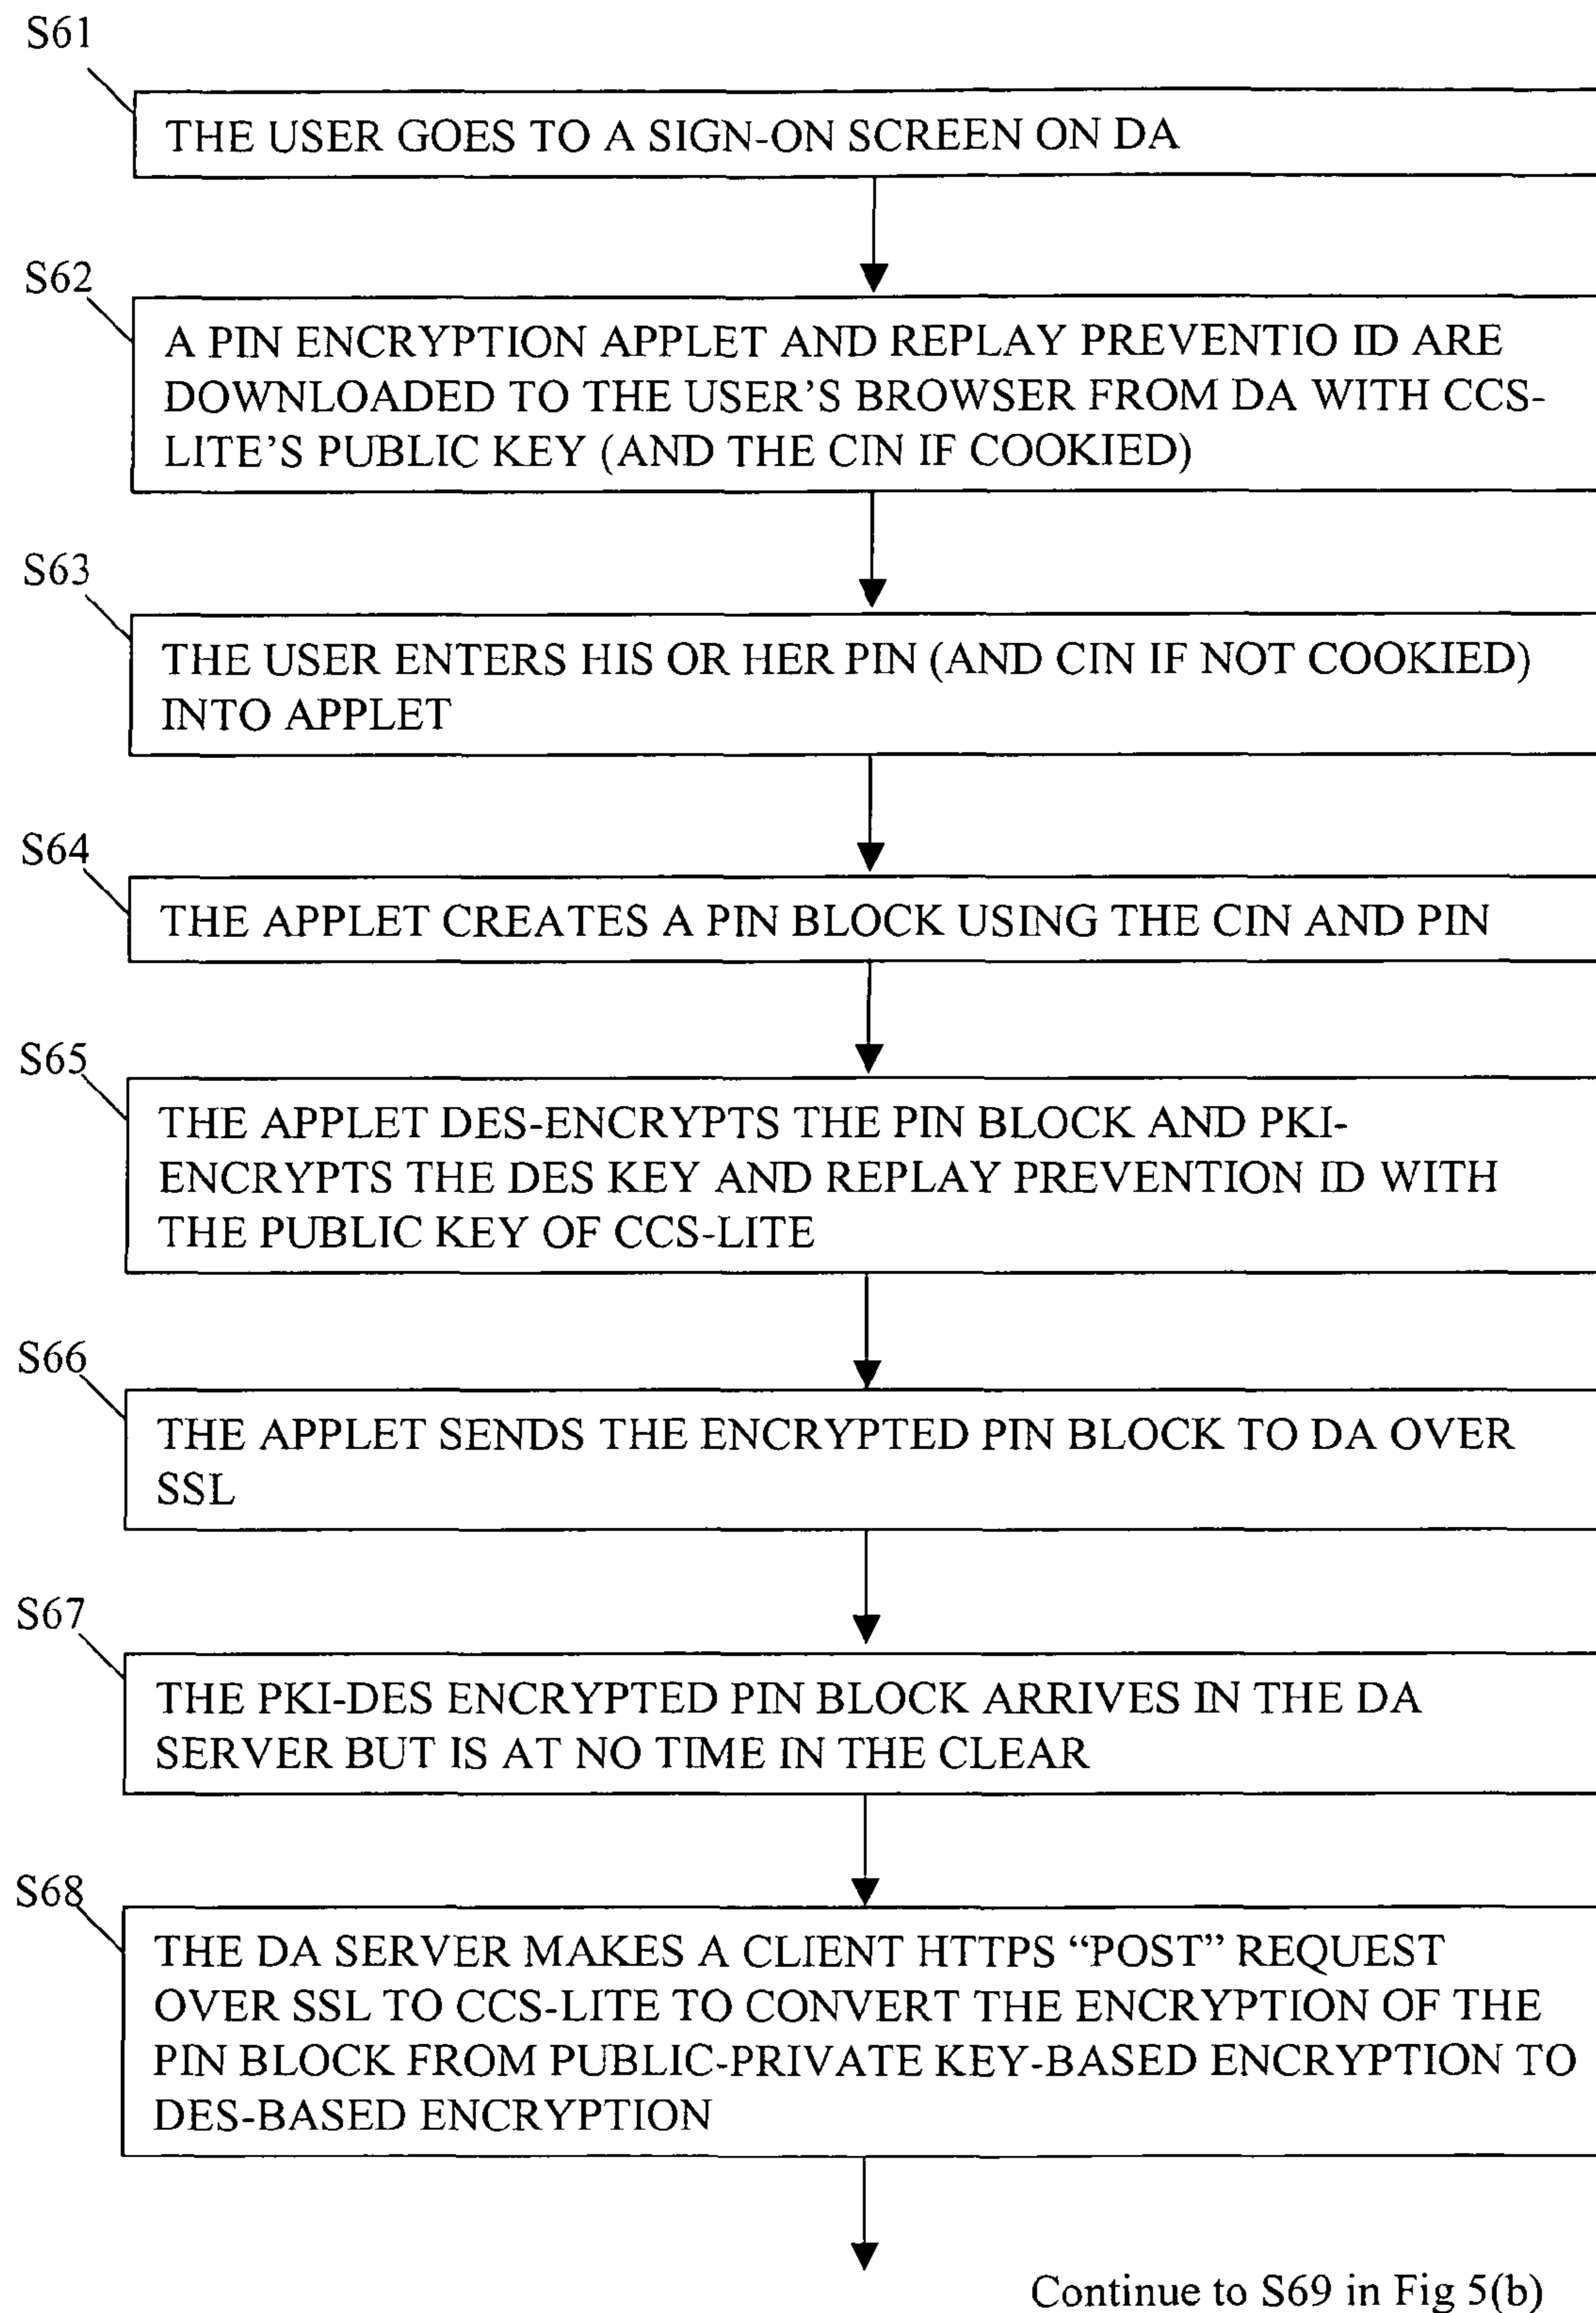 S61
THE USER GOES TO A SIGN-ON SCREEN ON DA
S62
A PIN ENCRYPTION APPLET AND REPLAY PREVENTIO ID ARE
DOWNLOADED TO THE USER'S BROWSER FROM DA WITH CCS-
LITE'S PUBLIC KEY (AND THE CIN IF COOKIED)
S63
THE USER ENTERS HIS OR HER PIN (AND CIN IF NOT COOKIED)
INTO APPLET
S64
THE APPLET CREATES A PIN BLOCK USING THE CIN AND PIN
S65
THE APPLET DES-ENCRYPTS THE PIN BLOCK AND PKI-
ENCRYPTS THE DES KEY AND REPLAY PREVENTION ID WITH
THE PUBLIC KEY OF CCS-LITE
S66
THE APPLET SENDS THE ENCRYPTED PIN BLOCK TO DA OVER
SSL
S67
THE PKI-DES ENCRYPTED PIN BLOCK ARRIVES IN THE DA
SERVER BUT IS AT NO TIME IN THE CLEAR
S68
THE DA SERVER MAKES A CLIENT HTTPS “POST” REQUEST
OVER SSL TO CCS-LITE TO CONVERT THE ENCRYPTION OF THE
PIN BLOCK FROM PUBLIC-PRIVATE KEY-BASED ENCRYPTION TO
DES-BASED ENCRYPTION
Continue to S69 in Fig 5(b)